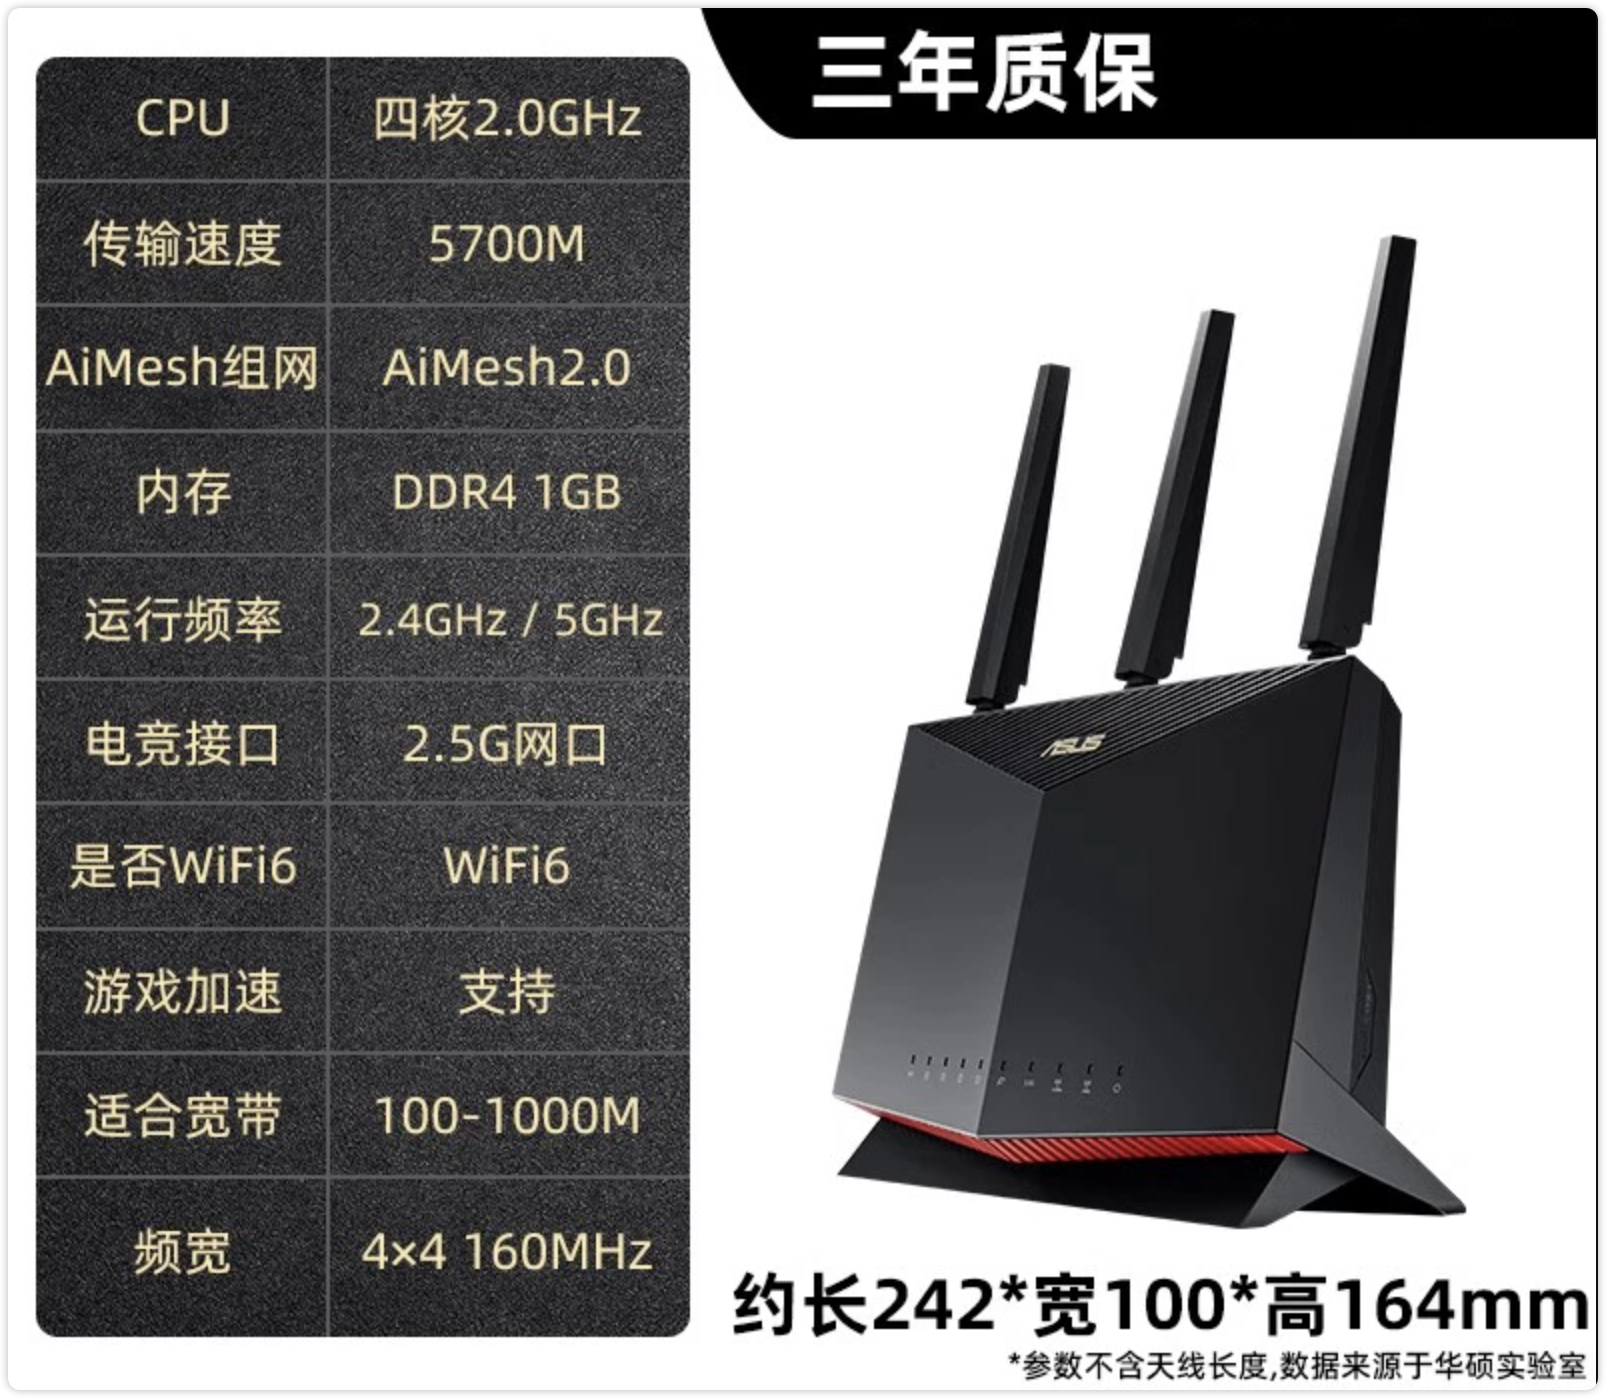 三年质保
CPU 四核2.0GHz
传输速度 5700M
AiMesh组网 AiMesh2.0
内存 DDR4 1GB
运行频率 2.4GHz / 5GHz
电竞接口 2.5G网口
是否WiFi6 WiFi6
游戏加速 支持
适合宽带 100-1000M
频宽 4×4 160MHz
ASUS
约长242*宽100*高164mm
*参数不含天线长度,数据来源于华硕实验室